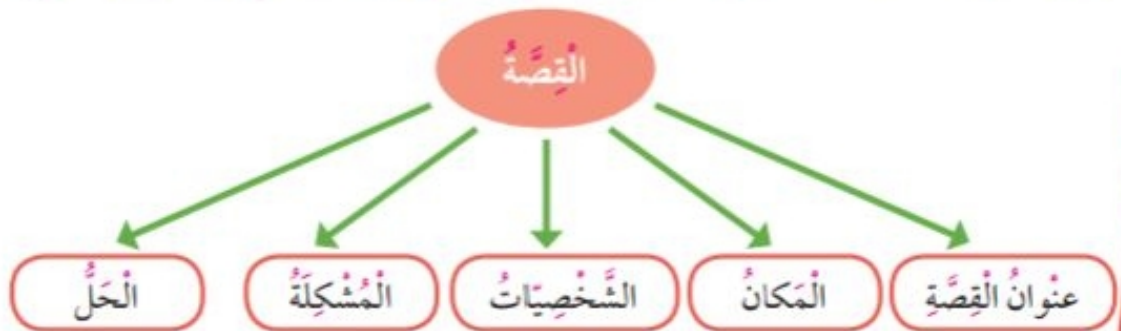 الْقِصَّةُ
عنْوانُ الْقِصَّةِ
الْمَكانُ
الشَّخْصِيّاتُ
الْمُشْكِلَةُ
الْحَلُّ